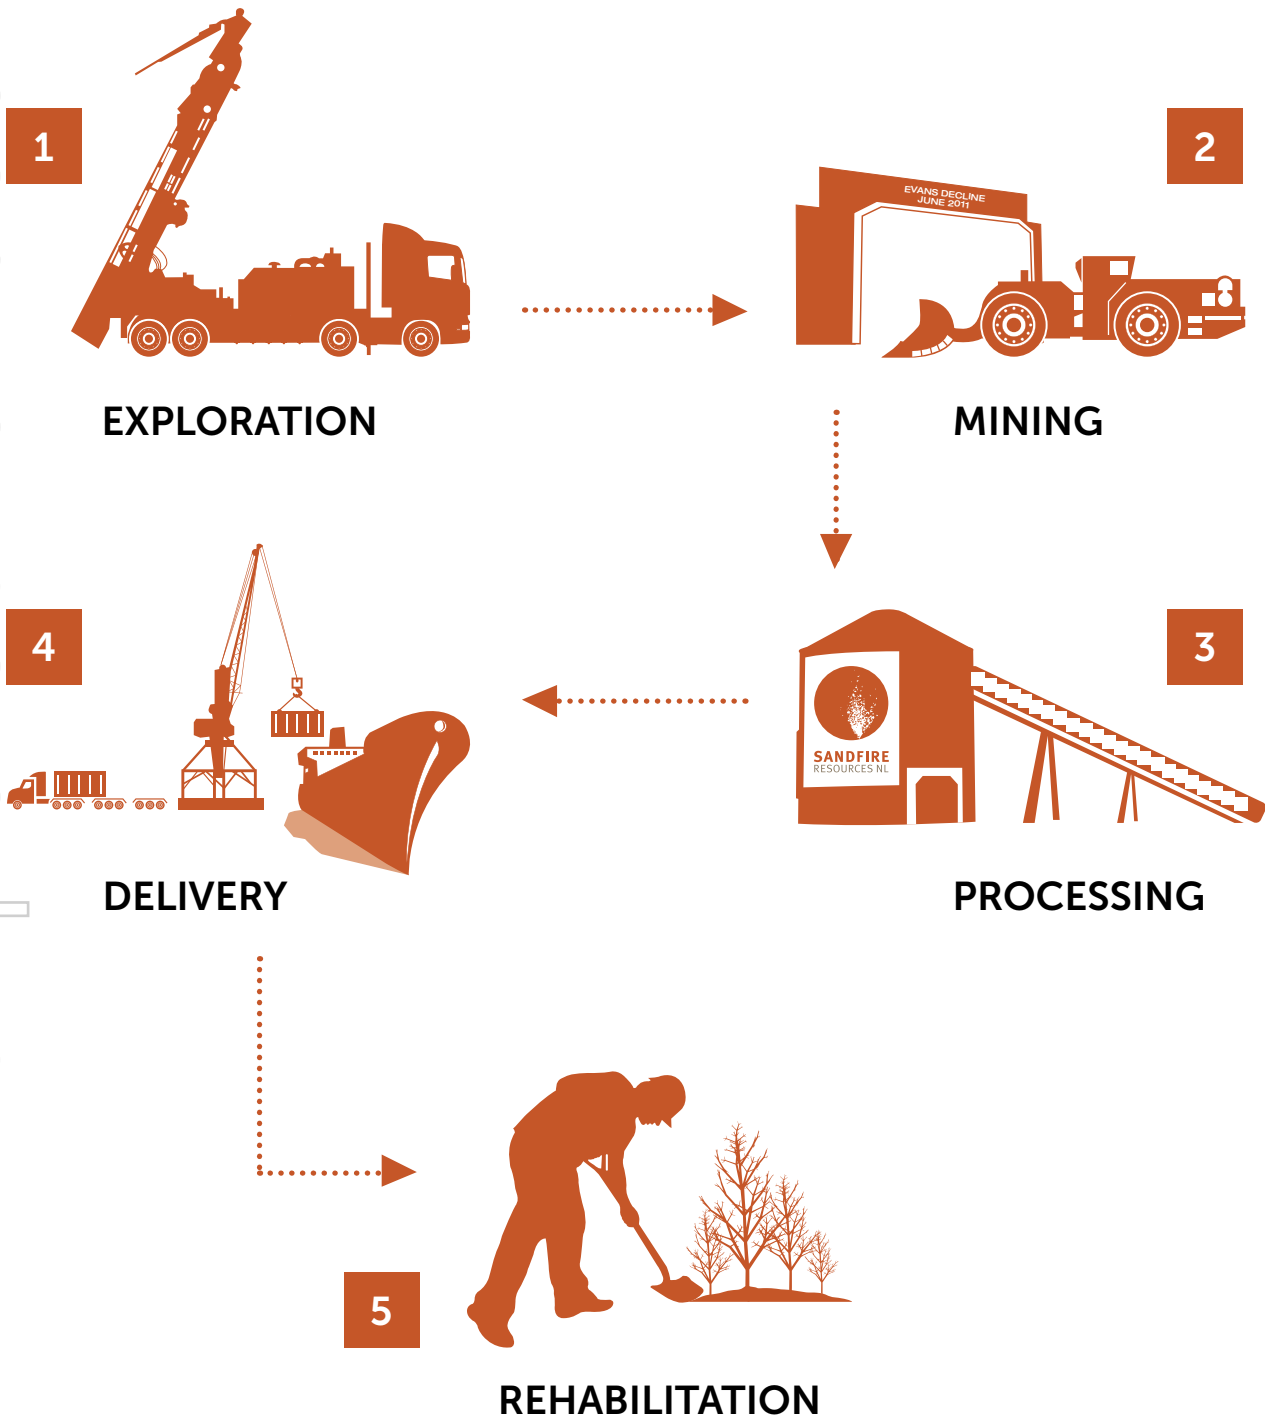 1
2
EVANS DECLINE
JUNE 2011
EXPLORATION
MINING
4
3
SANDFIRE
RESOURCES NL
DELIVERY
PROCESSING
5
REHABILITATION